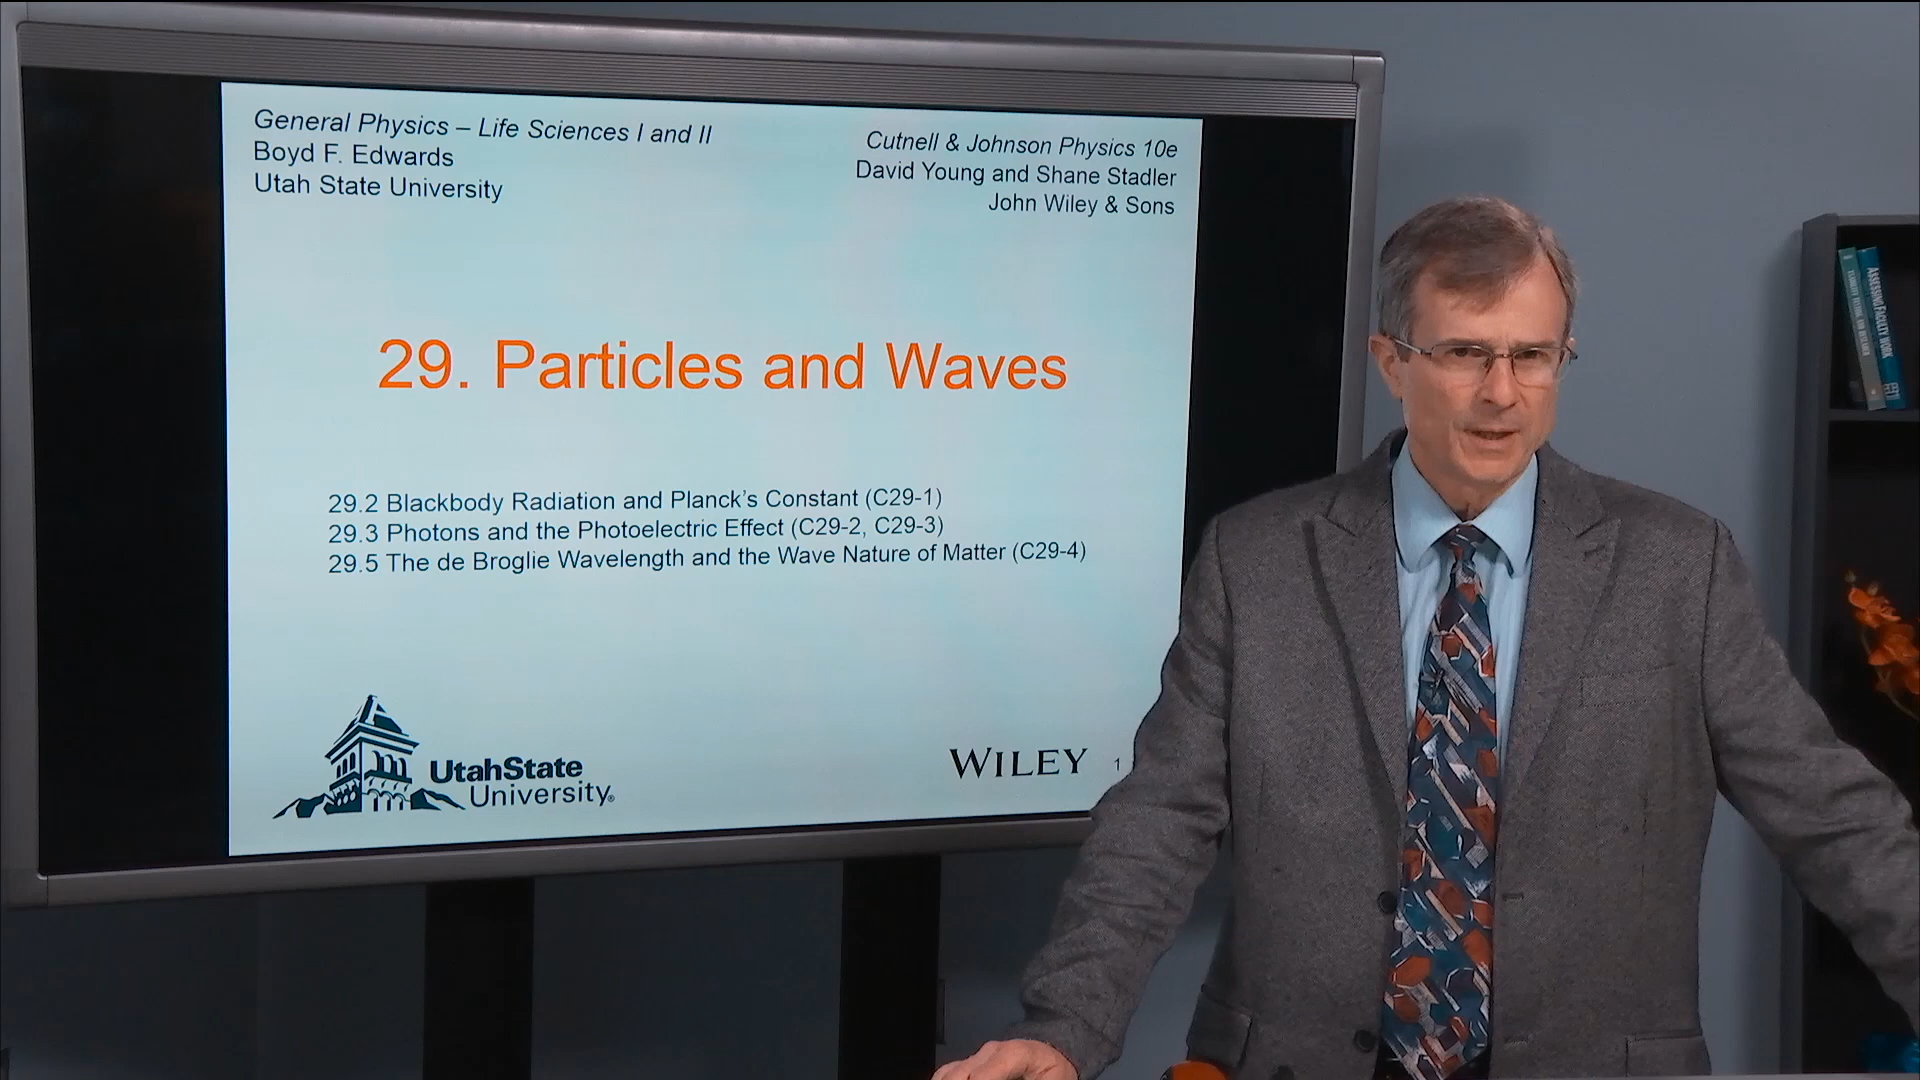 General Physics – Life Sciences I and II
Boyd F. Edwards
Utah State University
Cutnell & Johnson Physics 10e
David Young and Shane Stadler
John Wiley & Sons
29. Particles and Waves
29.2 Blackbody Radiation and Planck's Constant (C29-1)
29.3 Photons and the Photoelectric Effect (C29-2, C29-3)
29.5 The de Broglie Wavelength and the Wave Nature of Matter (C29-4)
UtahState
University®
WILEY
1
ASSESSING FACULTY WORK